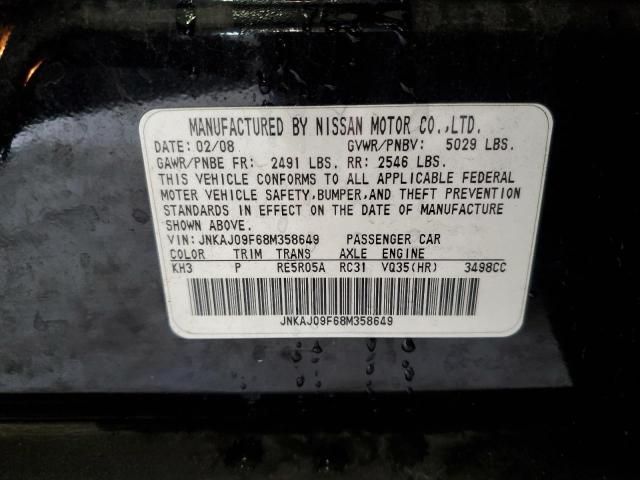 MANUFACTURED BY NISSAN MOTOR CO.,LTD.
DATE: 02/08 GVWR/PNBV: 5029 LBS.
GAWR/PNBE FR: 2491 LBS. RR: 2546 LBS.
THIS VEHICLE CONFORMS TO ALL APPLICABLE FEDERAL
MOTOR VEHICLE SAFETY,BUMPER,AND THEFT PREVENTION
STANDARDS IN EFFECT ON THE DATE OF MANUFACTURE
SHOWN ABOVE.
VIN: JNKAJ09F68M358649 PASSENGER CAR
COLOR TRIM TRANS AXLE ENGINE
KH3 P RE5R05A RC31 VQ35(HR) 3498CC
JNKAJ09F68M358649